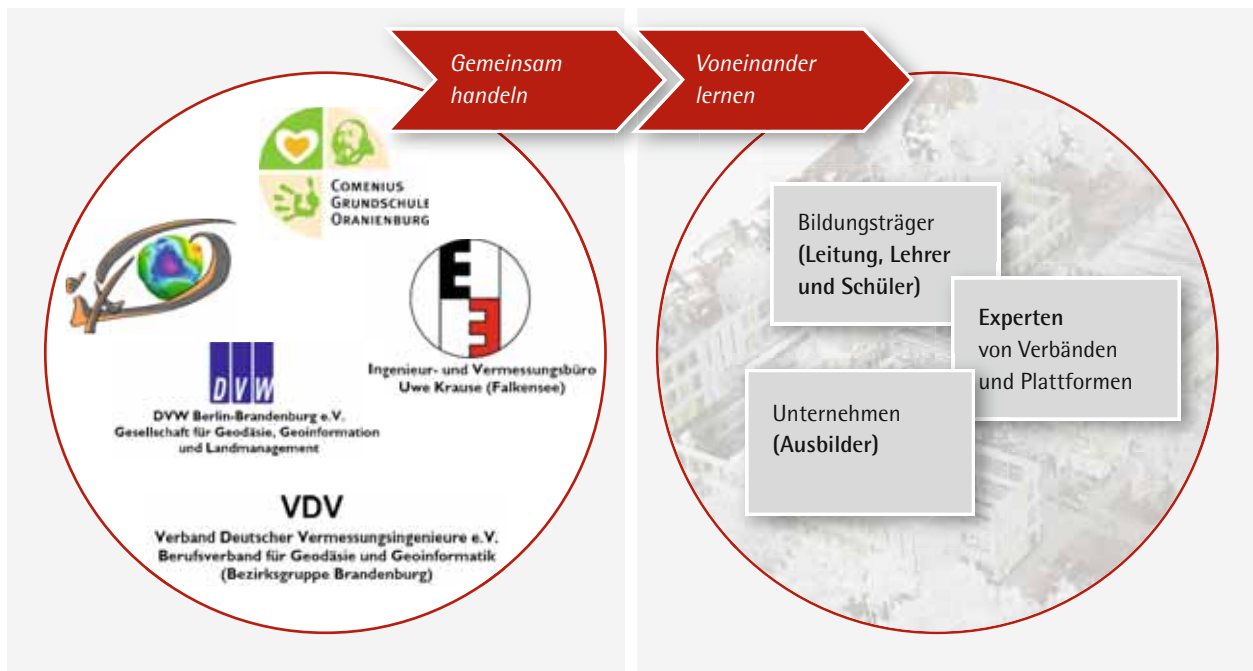 Gemeinsam
handeln
Voneinander
lernen
COMENIUS
GRUNDSCHULE
ORANIENBURG
DVW
DVW Berlin-Brandenburg e.V.
Gesellschaft für Geodäsie, Geoinformation
und Landmanagement
Ingenieur- und Vermessungsbüro
Uwe Krause (Falkensee)
VDV
Verband Deutscher Vermessungsingenieure e.V.
Berufsverband für Geodäsie und Geoinformatik
(Bezirksgruppe Brandenburg)
Bildungsträger
(Leitung, Lehrer
und Schüler)
Experten
von Verbänden
und Plattformen
Unternehmen
(Ausbilder)